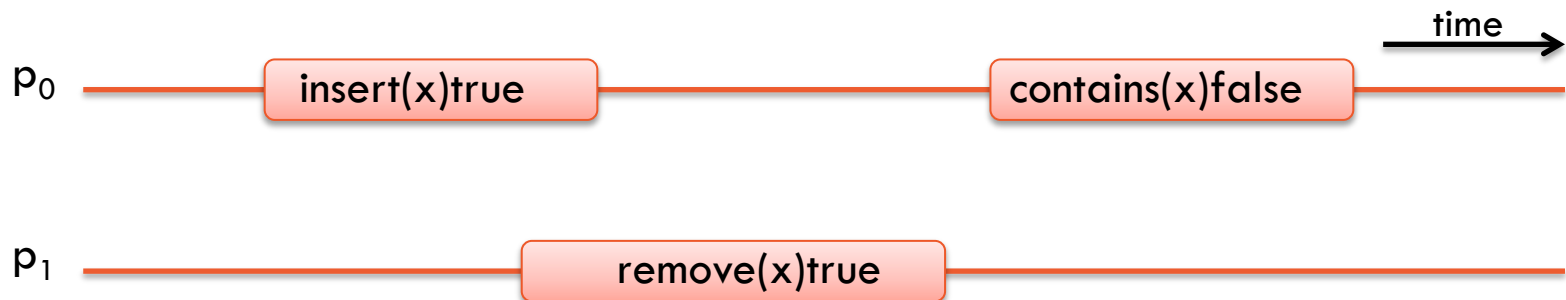 time
p₀ insert(x)true contains(x)false
p₁ remove(x)true